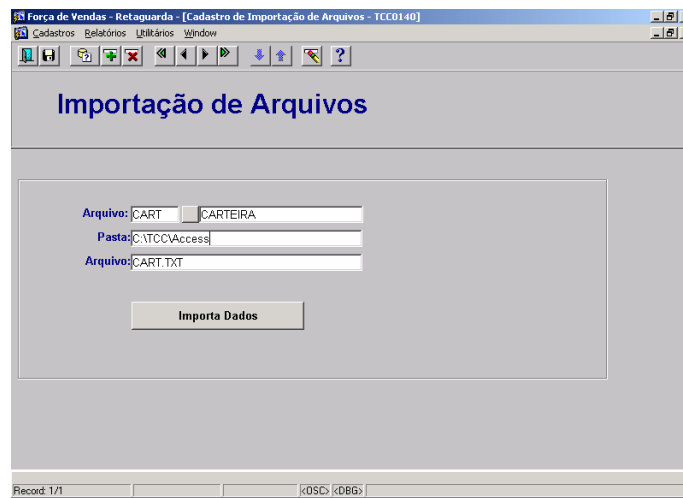 Força de Vendas - Retaguarda - [Cadastro de Importação de Arquivos - TCC0140]
Cadastros Relatórios Utilitários Window
?
Importação de Arquivos
Arquivo: CART CARTEIRA
Pasta: C:\TCC\Access
Arquivo: CART.TXT
Importa Dados
Record: 1/1 <OSC> <DBG>